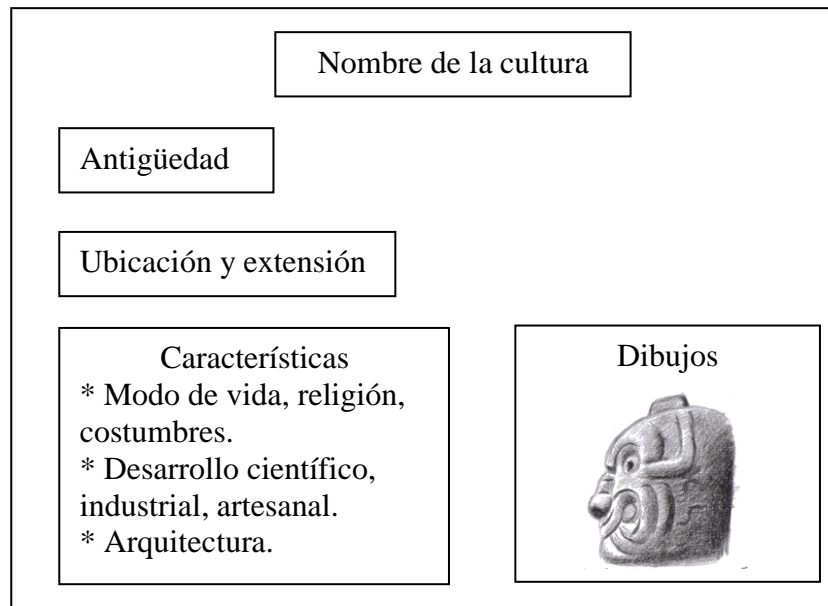 Nombre de la cultura
Antigüedad
Ubicación y extensión
Características
* Modo de vida, religión,
costumbres.
* Desarrollo científico,
industrial, artesanal.
* Arquitectura.
Dibujos